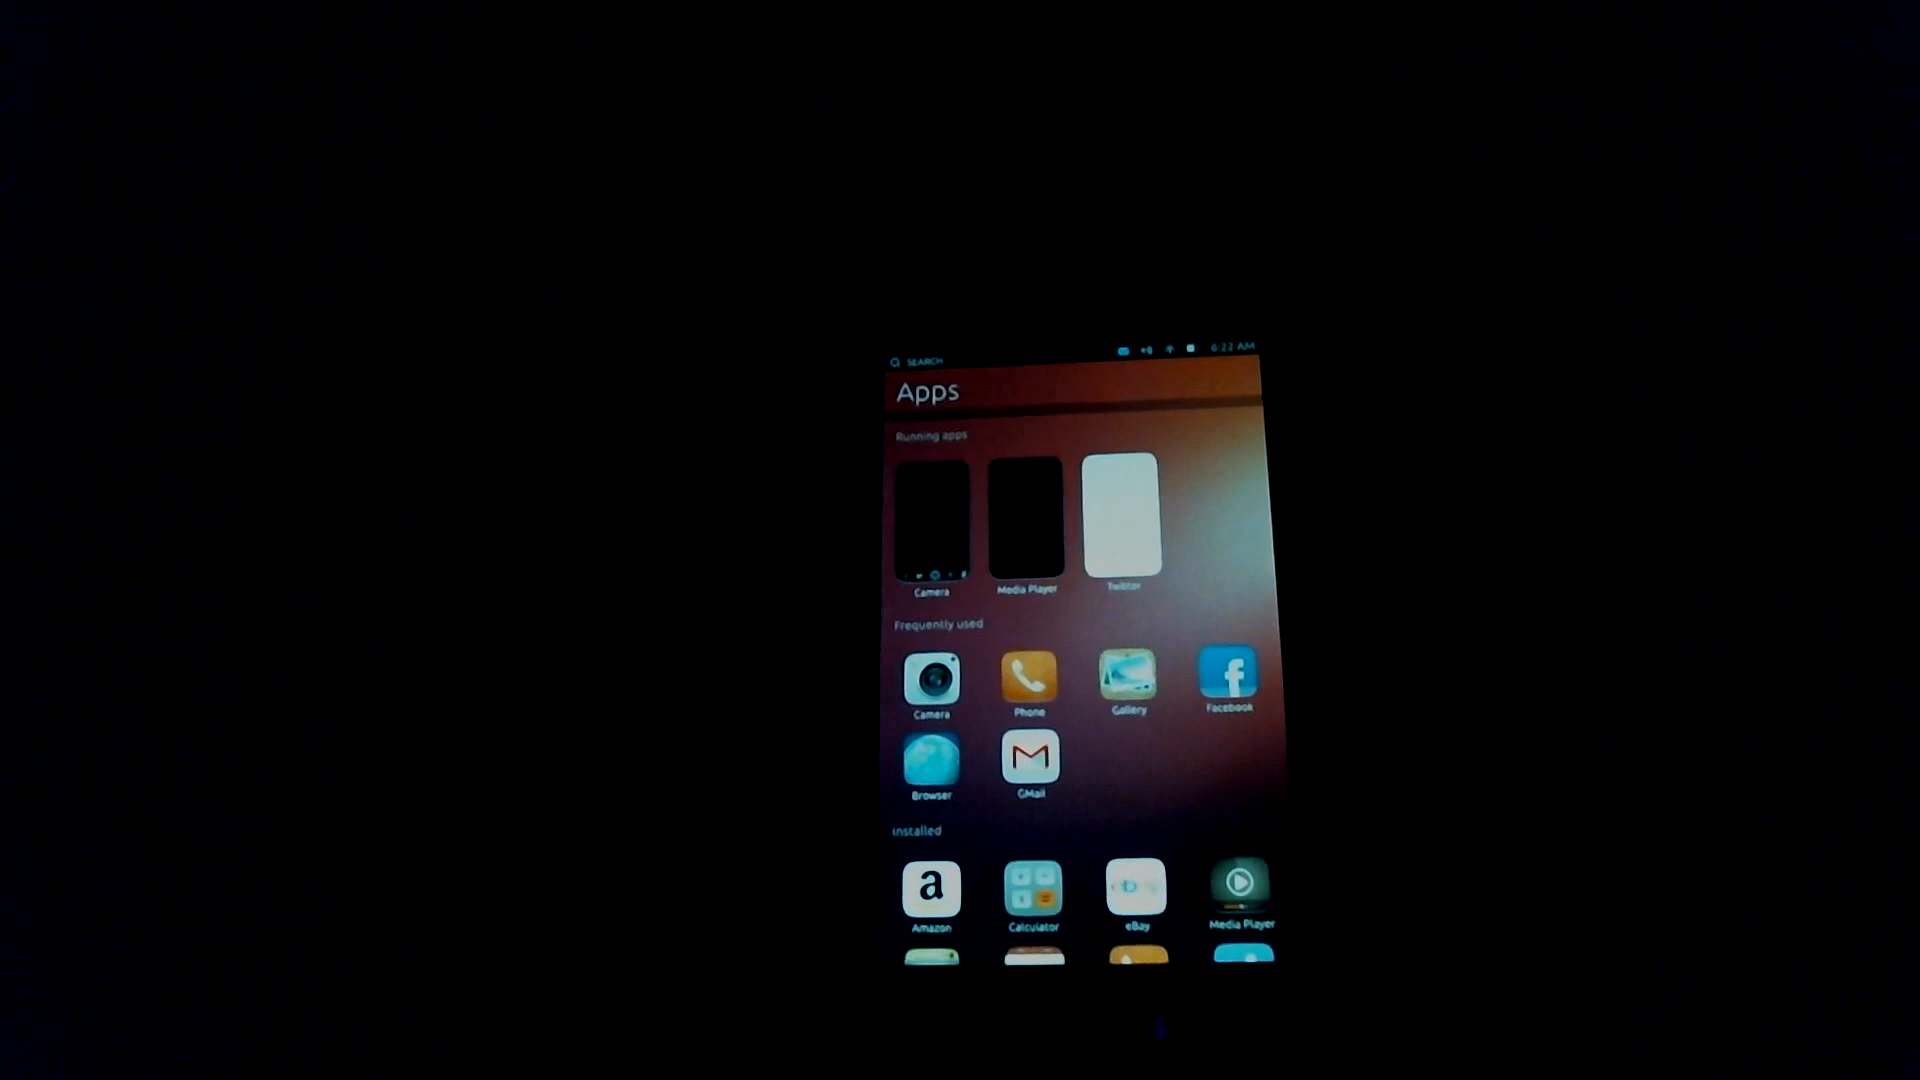 SEARCH 6:22 AM
Apps
Running apps
Camera Media Player Twitter
Frequently used
Camera Phone Gallery Facebook
Browser GMail
Installed
a eb
Amazon Calculator eBay Media Player